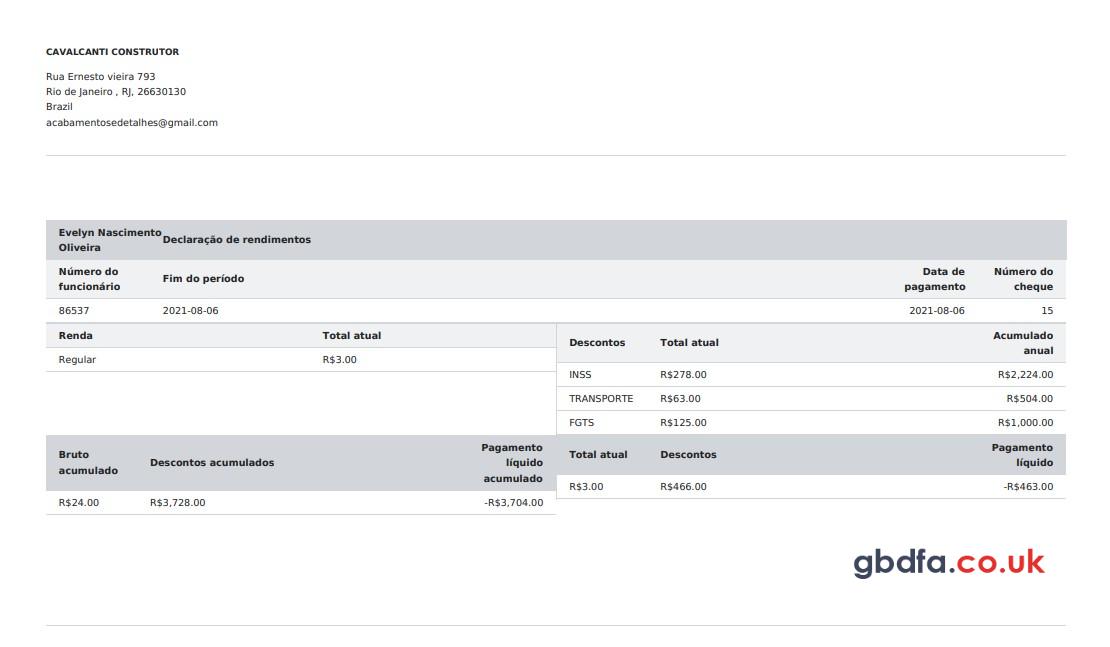 CAVALCANTI CONSTRUTOR
Rua Ernesto vieira 793
Rio de Janeiro , RJ, 26630130
Brazil
acabamentosedetalhes@gmail.com
Evelyn Nascimento Declaração de rendimentos
Oliveira
Número do funcionário Fim do período Data de pagamento Número do cheque
86537 2021-08-06 2021-08-06 15
Renda Total atual
Regular R$3.00
Descontos Total atual Acumulado anual
INSS R$278.00 R$2,224.00
TRANSPORTE R$63.00 R$504.00
FGTS R$125.00 R$1,000.00
Bruto acumulado Descontos acumulados Pagamento líquido acumulado
R$24.00 R$3,728.00 -R$3,704.00
Total atual Descontos Pagamento líquido
R$3.00 R$466.00 -R$463.00
gbdfa.co.uk